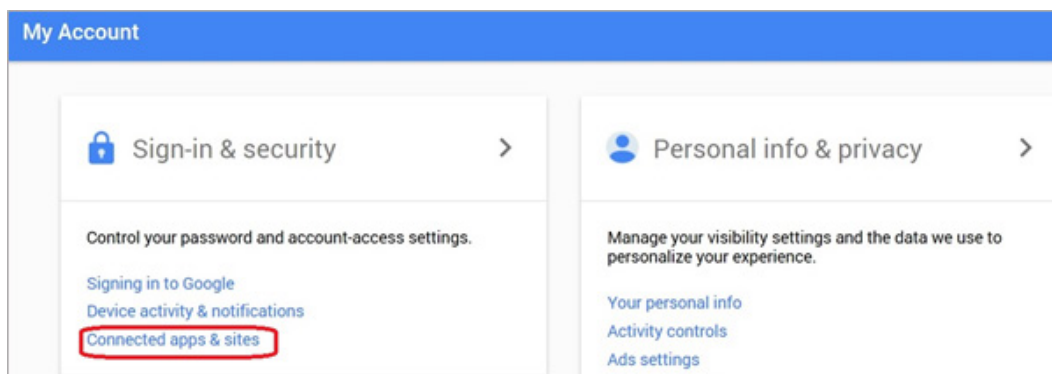 My Account
Sign-in & security
Control your password and account-access settings.
Signing in to Google
Device activity & notifications
Connected apps & sites
Personal info & privacy
Manage your visibility settings and the data we use to
personalize your experience.
Your personal info
Activity controls
Ads settings